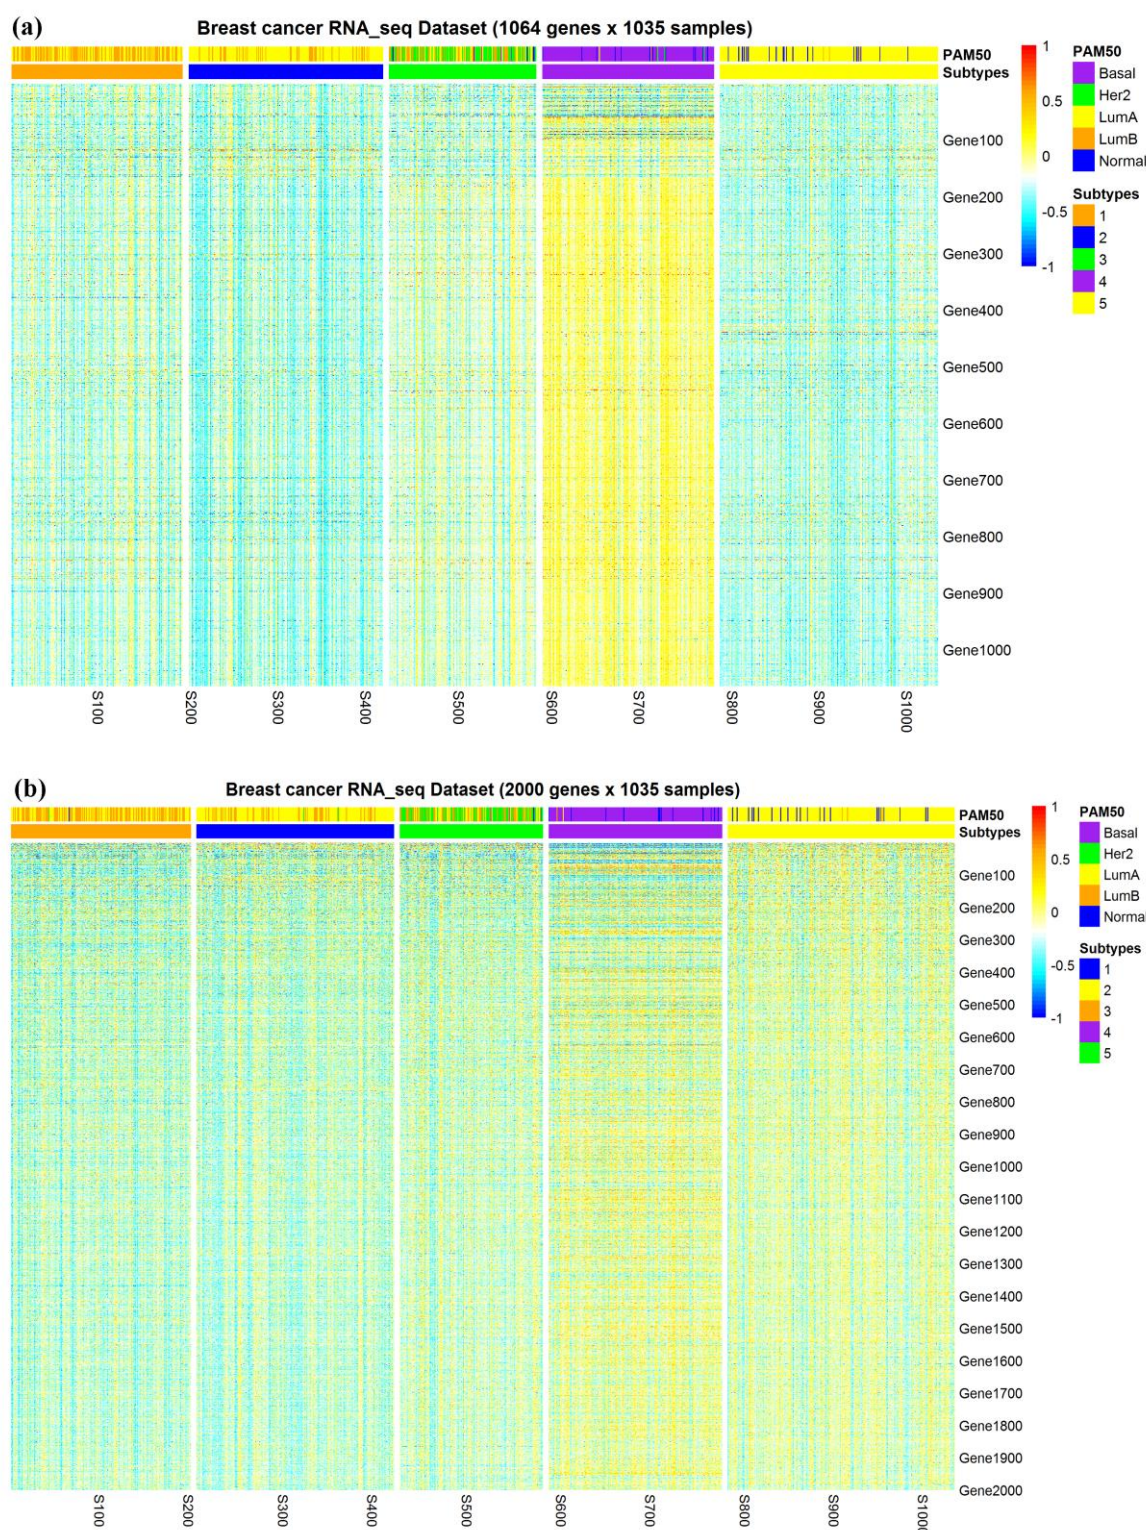 (a)
Breast cancer RNA_seq Dataset (1064 genes x 1035 samples)
PAM50
Subtypes
Gene100
Gene200
Gene300
Gene400
Gene500
Gene600
Gene700
Gene800
Gene900
Gene1000
S100
S200
S300
S400
S500
S600
S700
S800
S900
S1000
1
0.5
0
-0.5
-1
PAM50
Basal
Her2
LumA
LumB
Normal
Subtypes
1
2
3
4
5
(b)
Breast cancer RNA_seq Dataset (2000 genes x 1035 samples)
PAM50
Subtypes
Gene100
Gene200
Gene300
Gene400
Gene500
Gene600
Gene700
Gene800
Gene900
Gene1000
Gene1100
Gene1200
Gene1300
Gene1400
Gene1500
Gene1600
Gene1700
Gene1800
Gene1900
Gene2000
S100
S200
S300
S400
S500
S600
S700
S800
S900
S1000
1
0.5
0
-0.5
-1
PAM50
Basal
Her2
LumA
LumB
Normal
Subtypes
1
2
3
4
5